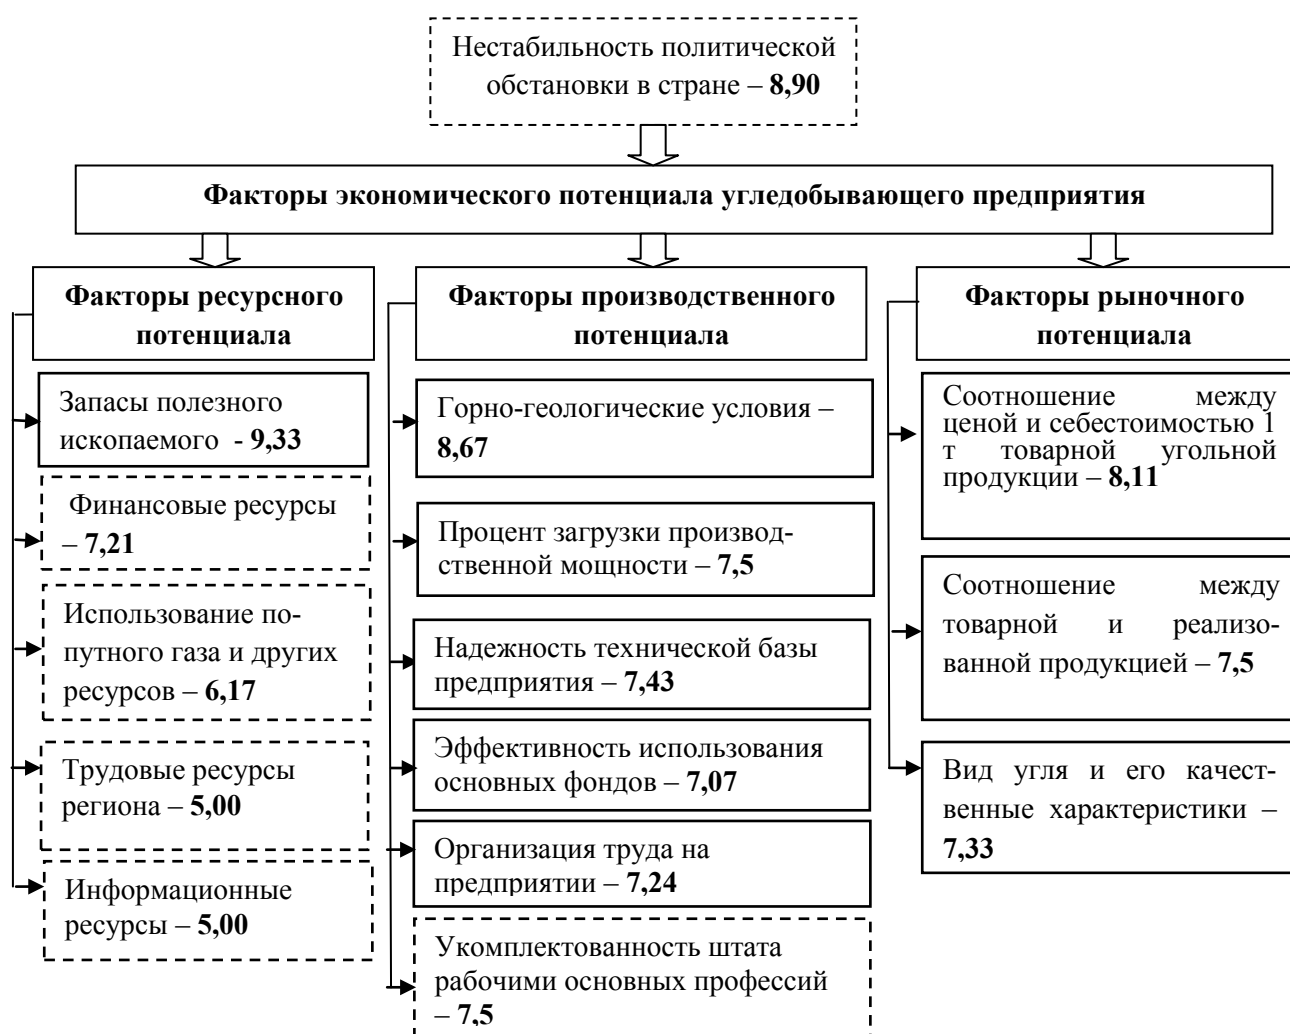 Нестабильность политической
обстановки в стране – 8,90
Факторы экономического потенциала угледобывающего предприятия
Факторы ресурсного
потенциала
Запасы полезного
ископаемого - 9,33
Финансовые ресурсы
– 7,21
Использование по-
путного газа и других
ресурсов – 6,17
Трудовые ресурсы
региона – 5,00
Информационные
ресурсы – 5,00
Факторы производственного
потенциала
Горно-геологические условия –
8,67
Процент загрузки производ-
ственной мощности – 7,5
Надежность технической базы
предприятия – 7,43
Эффективность использования
основных фондов – 7,07
Организация труда на
предприятии – 7,24
Укомплектованность штата
рабочими основных профессий
– 7,5
Факторы рыночного
потенциала
Соотношение между
ценой и себестоимостью 1
т товарной угольной
продукции – 8,11
Соотношение между
товарной и реализо-
ванной продукцией – 7,5
Вид угля и его качест-
венные характеристики –
7,33